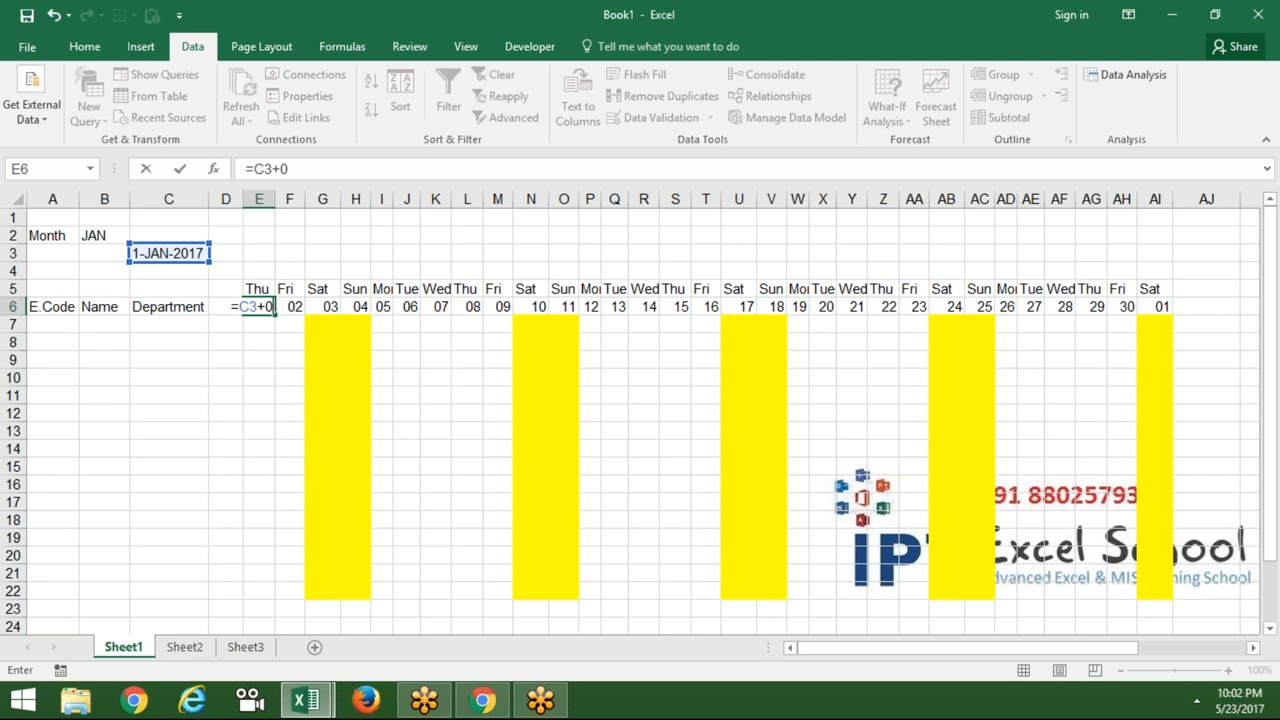 Book1 - Excel
Sign in
File Home Insert Data Page Layout Formulas Review View Developer Tell me what you want to do Share
Get External Data
New Query
Show Queries
From Table
Recent Sources
Get & Transform
Refresh All
Connections
Properties
Edit Links
Connections
Sort
Filter
Clear
Reapply
Advanced
Sort & Filter
Text to Columns
Flash Fill
Remove Duplicates
Data Validation
Consolidate
Relationships
Manage Data Model
Data Tools
What-If Analysis
Forecast Sheet
Forecast
Group
Ungroup
Subtotal
Outline
Data Analysis
Analysis
E6 fx =C3+0
A B C D E F G H I J K L M N O P Q R S T U V W X Y Z AA AB AC AD AE AF AG AH AI AJ
1
2 Month JAN
3 1-JAN-2017
4
5 Thu Fri Sat Sun Mon Tue Wed Thu Fri Sat Sun Mon Tue Wed Thu Fri Sat Sun Mon Tue Wed Thu Fri Sat Sun Mon Tue Wed Thu Fri Sat
6 E.Code Name Department =C3+0 02 03 04 05 06 07 08 09 10 11 12 13 14 15 16 17 18 19 20 21 22 23 24 25 26 27 28 29 30 01
7
8
9
10
11
12
13
14
15
16
17 91 88025793
18
19
20 IPT Excel School
21 dvanced Excel & MIS ning School
22
23
24
Sheet1 Sheet2 Sheet3
Enter 100%
10:02 PM
5/23/2017